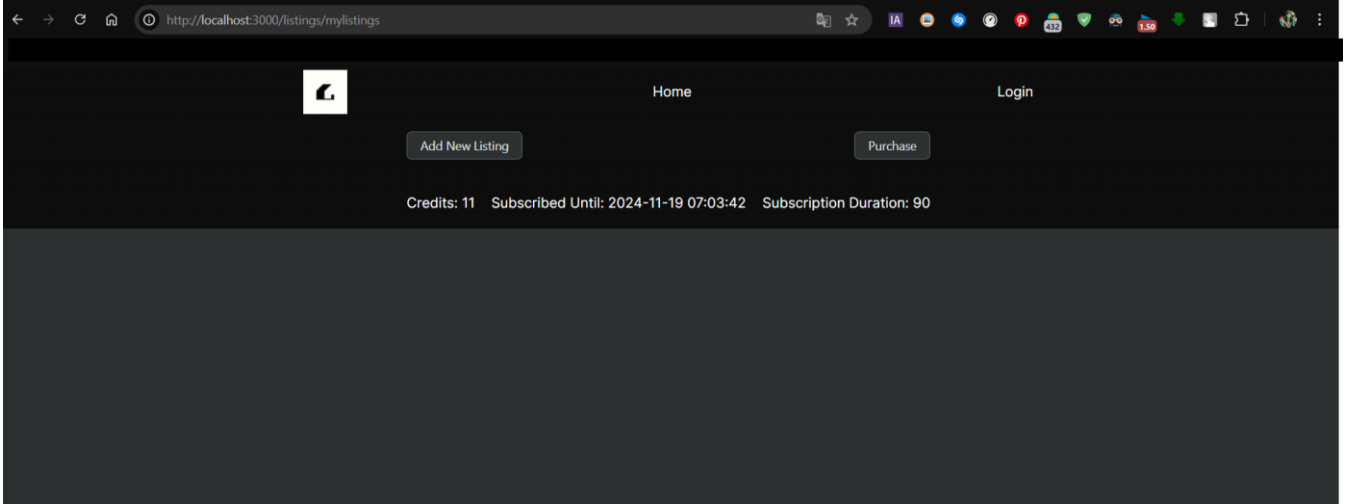 http://localhost:3000/listings/mylistings
IA
432
1.50
Home Login
Add New Listing Purchase
Credits: 11 Subscribed Until: 2024-11-19 07:03:42 Subscription Duration: 90